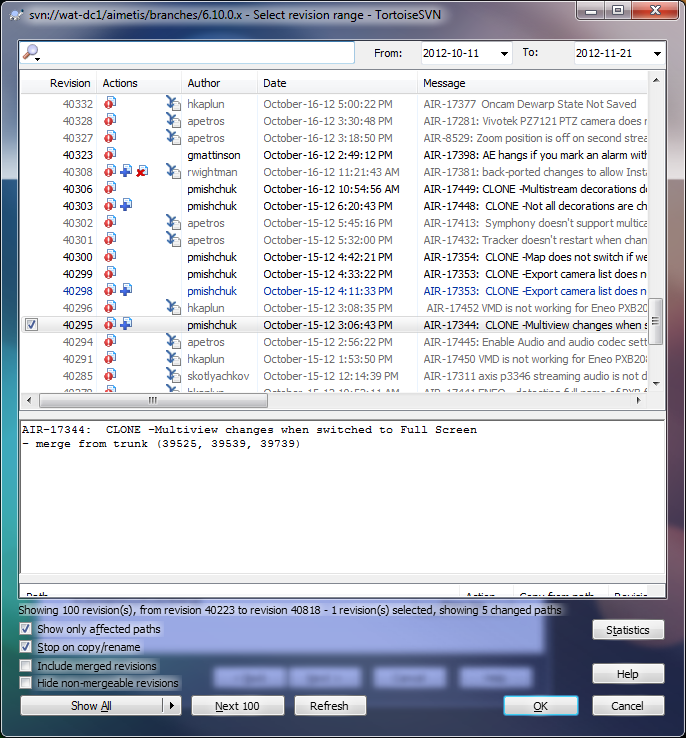 svn://wat-dc1/aimetis/branches/6.10.0.x - Select revision range - TortoiseSVN
From: 2012-10-11 To: 2012-11-21
Revision Actions Author Date Message
40332 hkaplun October-16-12 5:00:22 PM AIR-17377 Oncam Dewarp State Not Saved
40328 apetros October-16-12 3:30:48 PM AIR-17281: Vivotek PZ7121 PTZ camera does r
40327 apetros October-16-12 3:18:50 PM AIR-8529: Zoom position is off on second strea
40323 gmattinson October-16-12 2:49:12 PM AIR-17398: AE hangs if you mark an alarm with
40308 rwightman October-16-12 11:21:43 AM AIR-17381: back-ported changes to allow Inst
40306 pmishchuk October-16-12 10:54:56 AM AIR-17449: CLONE -Multistream decorations do
40303 pmishchuk October-15-12 6:20:43 PM AIR-17448: CLONE -Not all decorations are ch
40302 apetros October-15-12 5:45:16 PM AIR-17413: Symphony doesn't support multica
40301 apetros October-15-12 5:32:00 PM AIR-17432: Tracker doesn't restart when chan
40300 pmishchuk October-15-12 4:42:21 PM AIR-17354: CLONE -Map does not switch if we
40299 pmishchuk October-15-12 4:33:22 PM AIR-17353: CLONE -Export camera list does no
40298 pmishchuk October-15-12 4:11:33 PM AIR-17353: CLONE -Export camera list does no
40296 hkaplun October-15-12 3:08:35 PM AIR-17452 VMD is not working for Eneo PXB20
40295 pmishchuk October-15-12 3:06:43 PM AIR-17344: CLONE -Multiview changes when s
40294 apetros October-15-12 2:56:22 PM AIR-17445: Enable Audio and audio codec sett
40291 hkaplun October-15-12 1:53:50 PM AIR-17450 VMD is not working for Eneo PXB208
40285 skotlyachkov October-15-12 12:14:39 PM AIR-17311 axis p3346 streaming audio is not d
AIR-17344:  CLONE -Multiview changes when switched to Full Screen
- merge from trunk (39525, 39539, 39739)
Path Action Copy from path Revision
Showing 100 revision(s), from revision 40223 to revision 40818 - 1 revision(s) selected, showing 5 changed paths
Show only affected paths
Statistics
Stop on copy/rename
Include merged revisions
Help
Hide non-mergeable revisions
Show All Next 100 Refresh OK Cancel